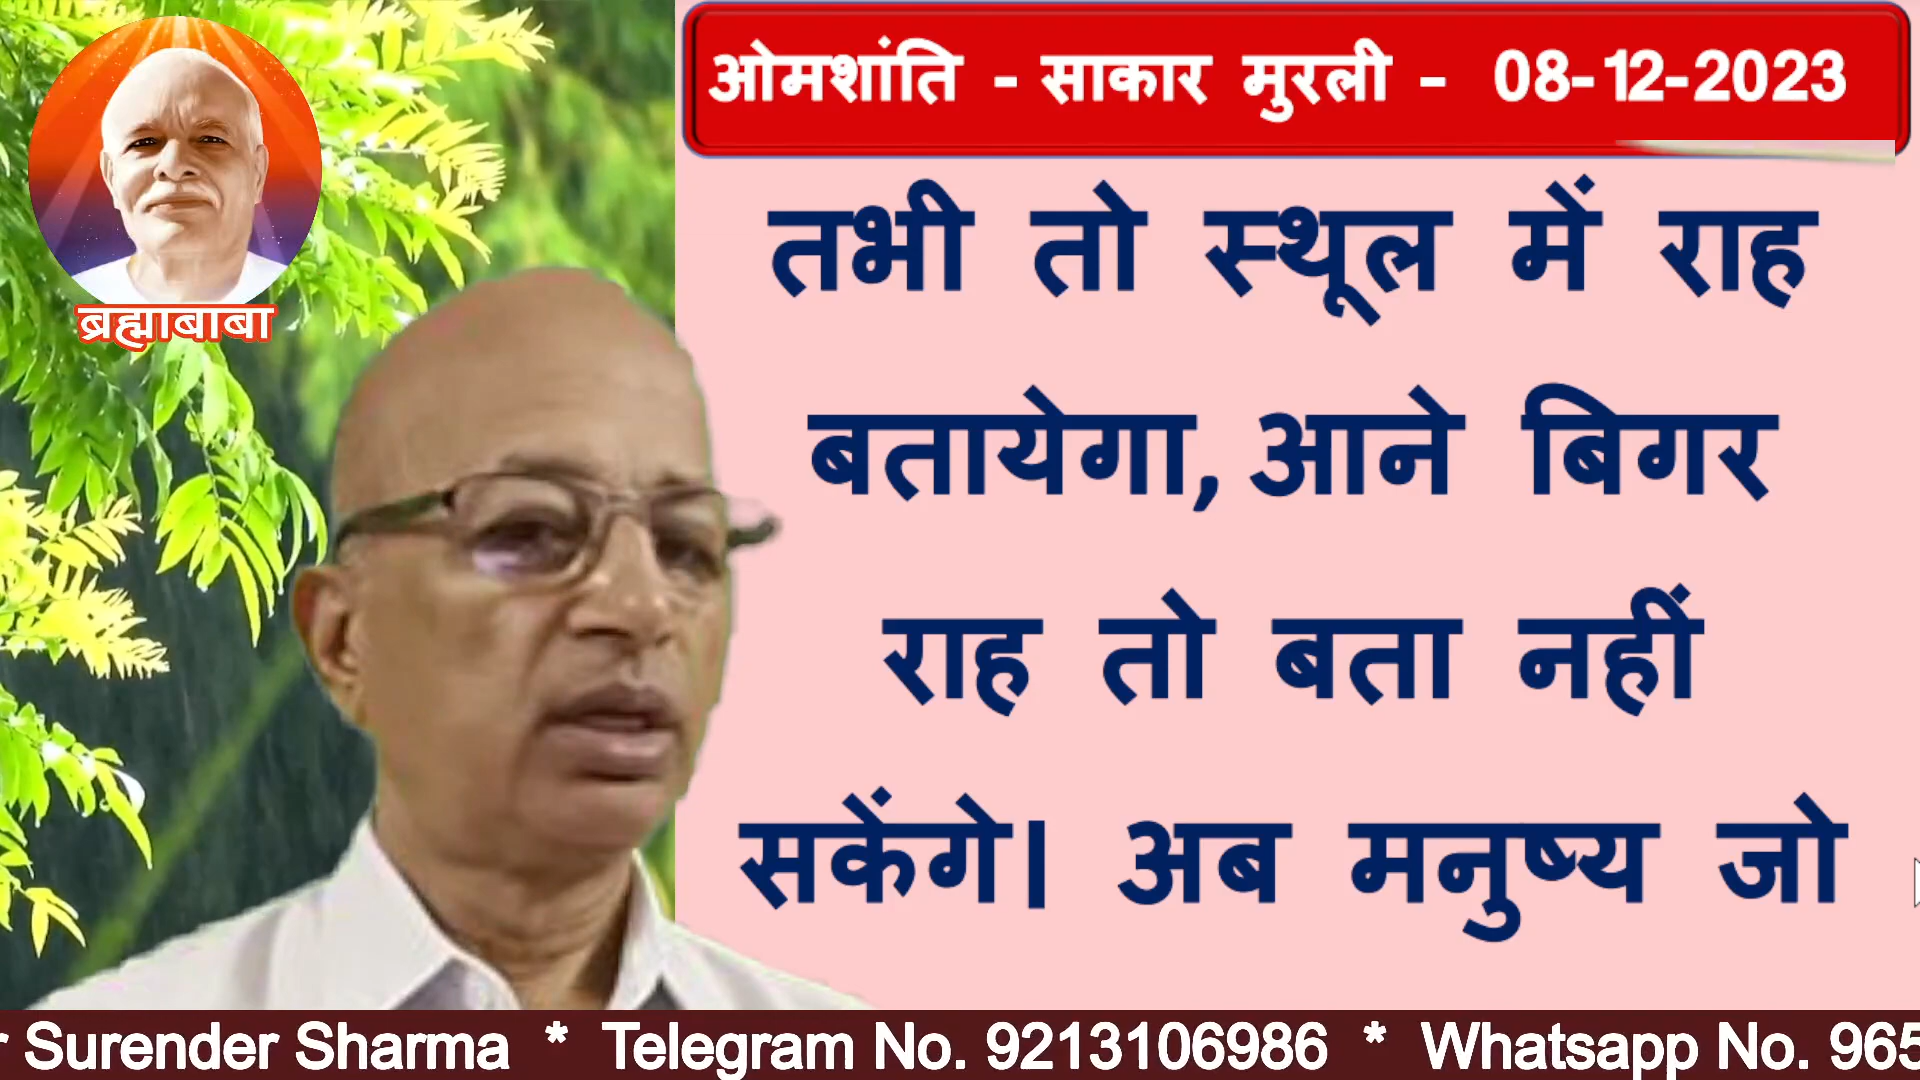 ओमशांति - साकार मुरली - 08-12-2023
ब्रह्माबाबा
तभी तो स्थूल में राह
बतायेगा, आने बिगर
राह तो बता नहीं
सकेंगे। अब मनुष्य जो
Surender Sharma * Telegram No. 9213106986 * Whatsapp No. 965